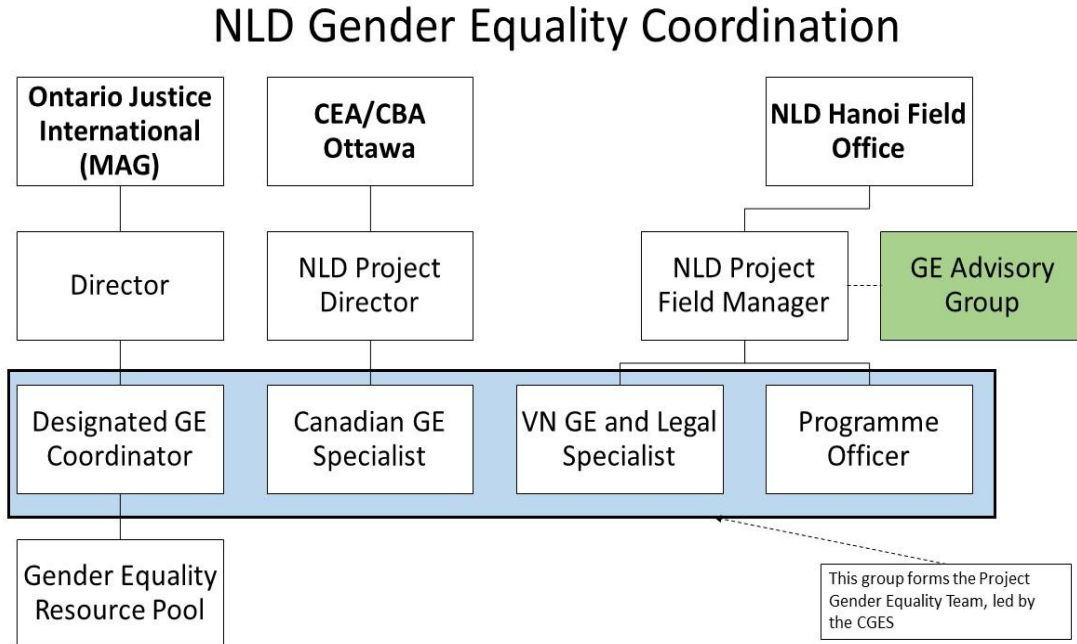 NLD Gender Equality Coordination
Ontario Justice
International
(MAG)
CEA/CBA
Ottawa
NLD Hanoi Field
Office
Director
NLD Project
Director
NLD Project
Field Manager
GE Advisory
Group
Designated GE
Coordinator
Canadian GE
Specialist
VN GE and Legal
Specialist
Programme
Officer
Gender Equality
Resource Pool
This group forms the Project
Gender Equality Team, led by
the CGES